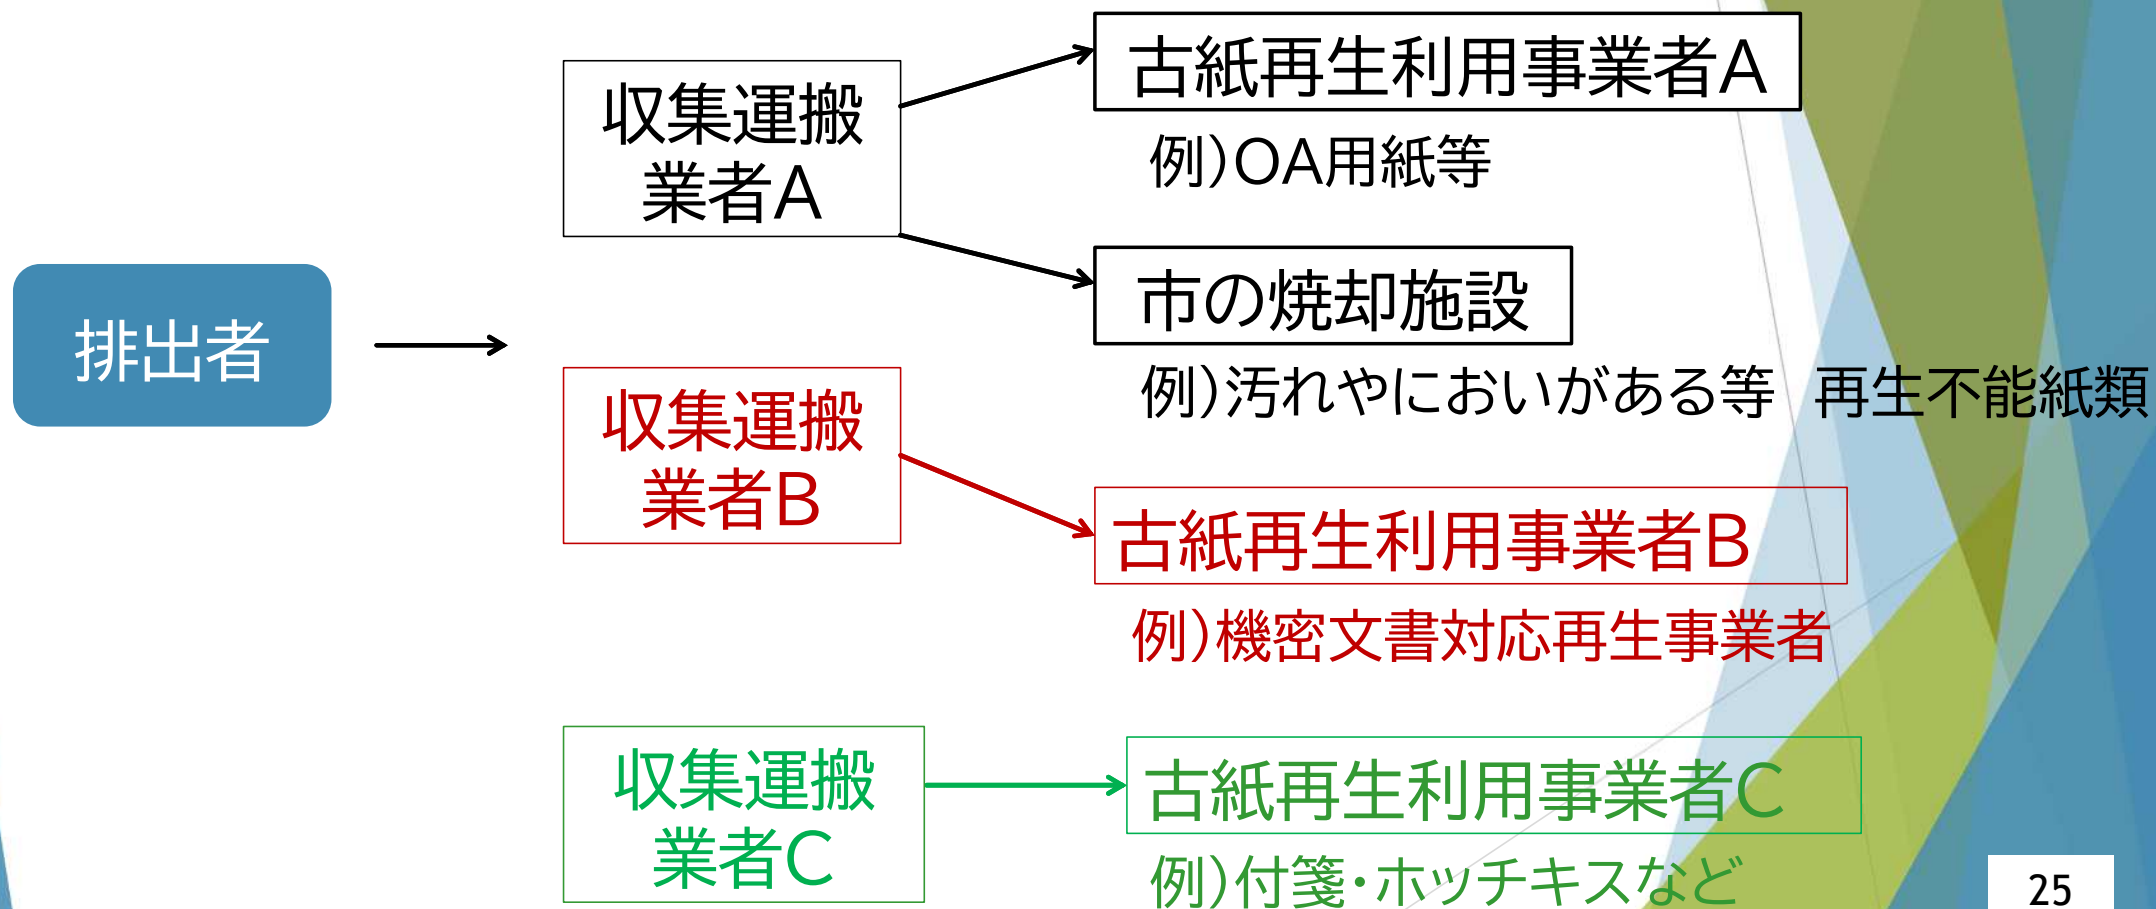 排出者
収集運搬
業者A
古紙再生利用事業者A
例)OA用紙等
市の焼却施設
例)汚れやにおいがある等 再生不能紙類
収集運搬
業者B
古紙再生利用事業者B
例)機密文書対応再生事業者
収集運搬
業者C
古紙再生利用事業者C
例)付箋・ホッチキスなど
25